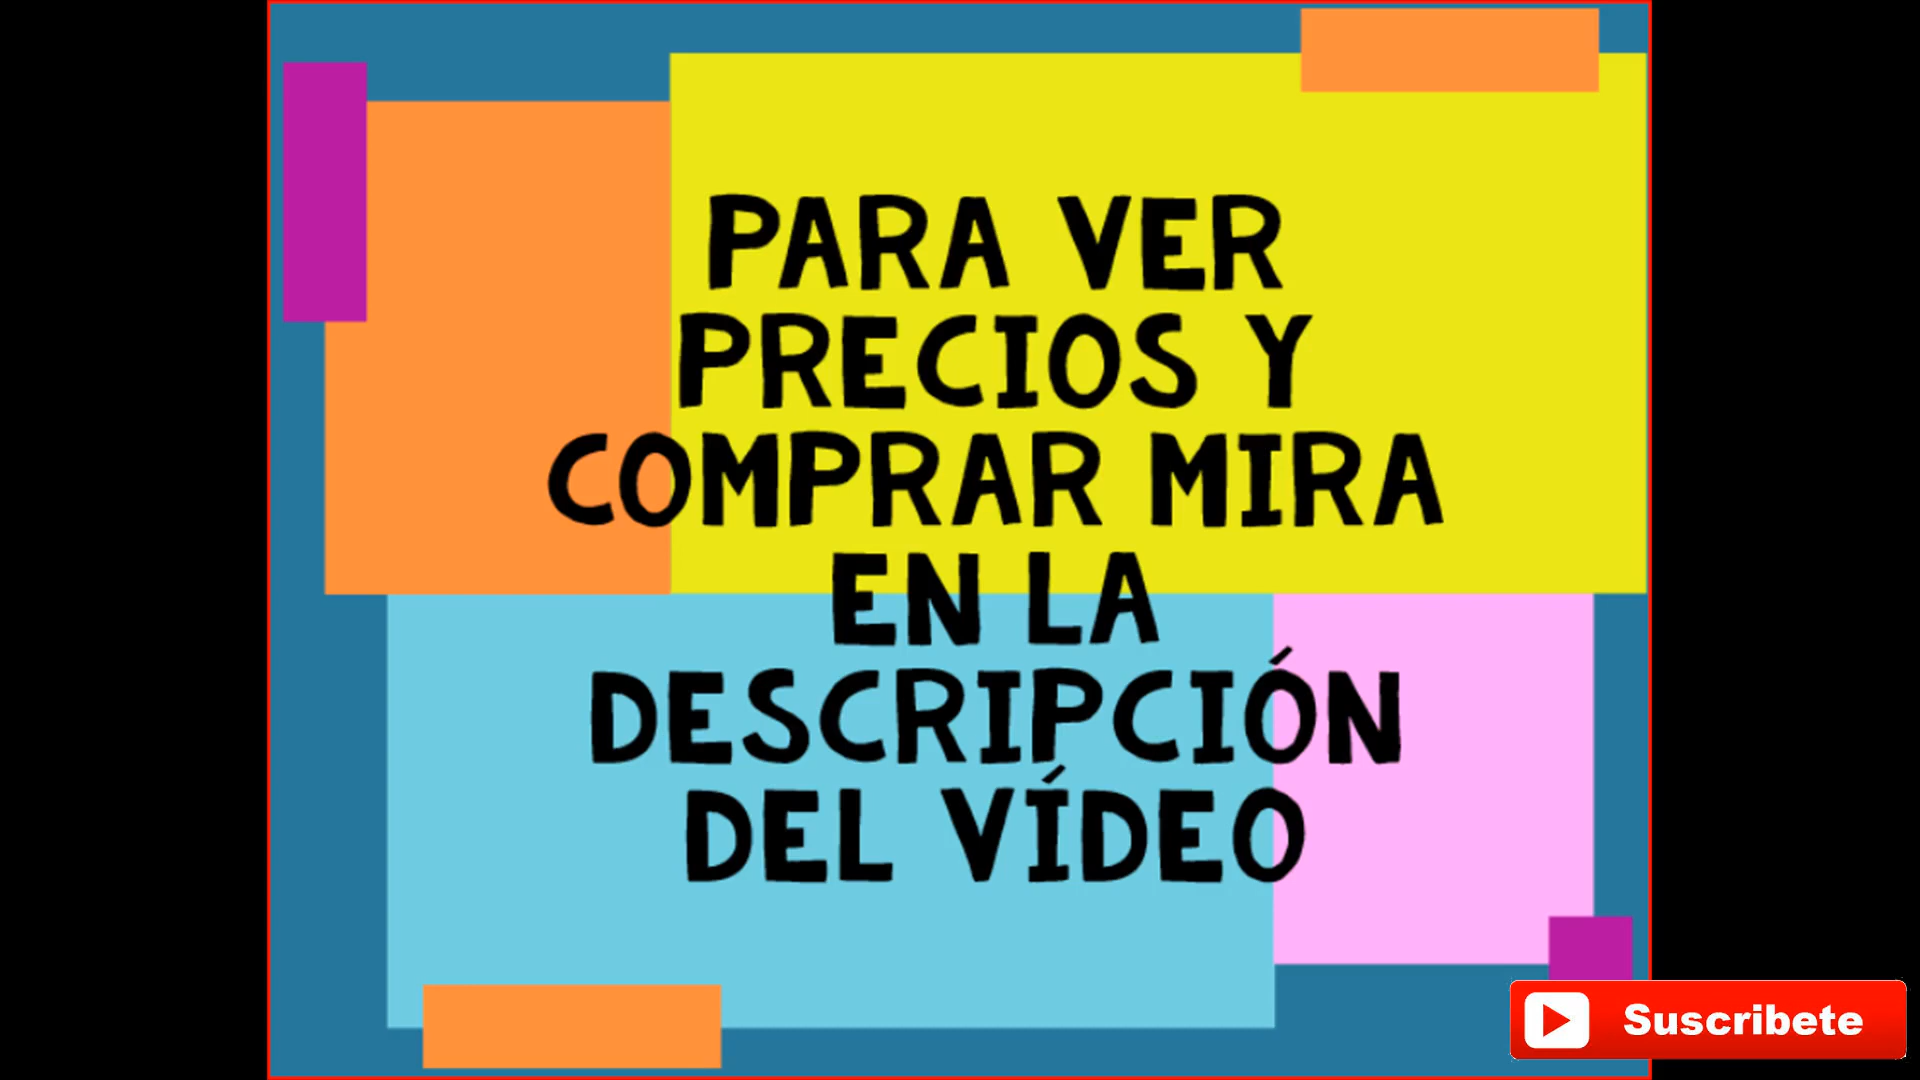 PARA VER
PRECIOS Y
COMPRAR MIRA
EN LA
DESCRIPCIÓN
DEL VÍDEO
Suscribete